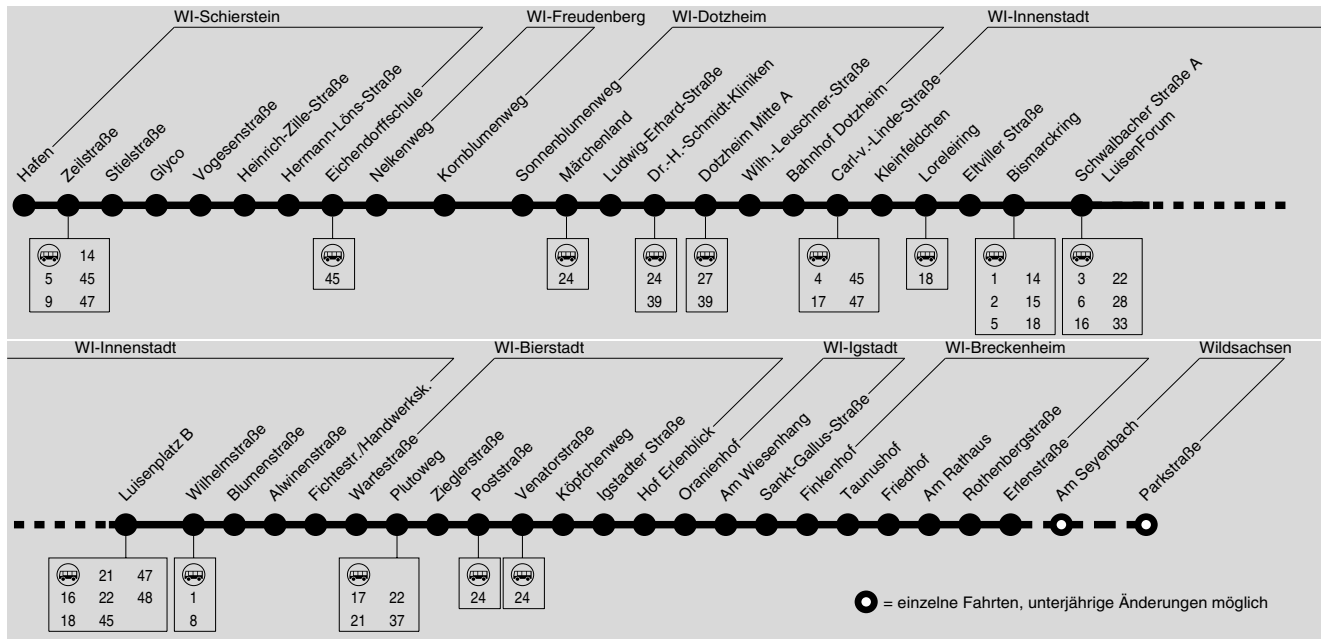 WI-Schierstein WI-Freudenberg WI-Dotzheim WI-Innenstadt
Hafen
Zeilstraße
Stielstraße
Glyco
Vogesenstraße
Heinrich-Zille-Straße
Hermann-Löns-Straße
Eichendorffschule
Nelkenweg
Kornblumenweg
Sonnenblumenweg
Märchenland
Ludwig-Erhard-Straße
Dr.-H.-Schmidt-Kliniken
Dotzheim Mitte A
Wilh.-Leuschner-Straße
Bahnhof Dotzheim
Carl-v.-Linde-Straße
Kleinfeldchen
Loreleiring
Eltviller Straße
Bismarckring
Schwalbacher Straße A
LuisenForum
14
5 45
9 47
45
24
24
39
27
39
4 45
17 47
18
1 14
2 15
5 18
3 22
6 28
16 33
WI-Innenstadt WI-Bierstadt WI-Igstadt WI-Breckenheim Wildsachsen
Luisenplatz B
Wilhelmstraße
Blumenstraße
Alwinenstraße
Fichtestr./Handwerksk.
Wartestraße
Plutoweg
Zieglerstraße
Poststraße
Venatorstraße
Köpfchenweg
Igstadter Straße
Hof Erlenblick
Oranienhof
Am Wiesenhang
Sankt-Gallus-Straße
Finkenhof
Taunushof
Friedhof
Am Rathaus
Rothenbergstraße
Erlenstraße
Am Seyenbach
Parkstraße
21 47
16 22 48
18 45
1
8
17 22
21 37
24
24
= einzelne Fahrten, unterjährige Änderungen möglich